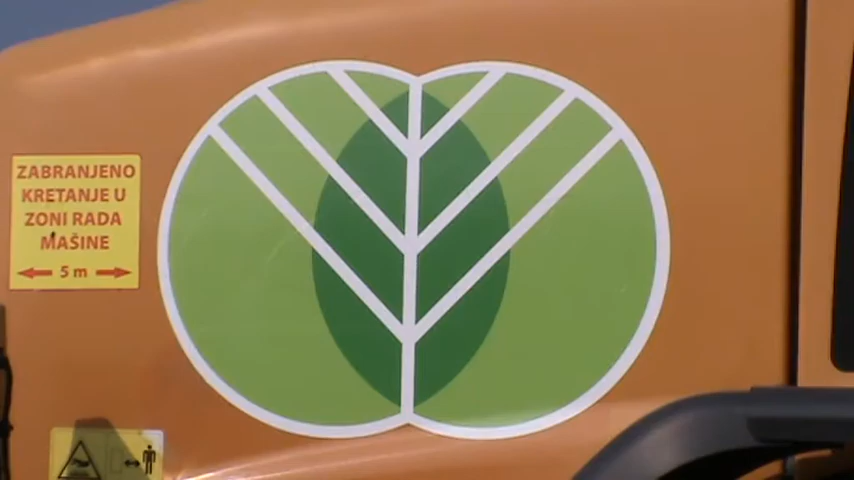 ZABRANJENO
KRETANJE U
ZONI RADA
MAŠINE
5 m